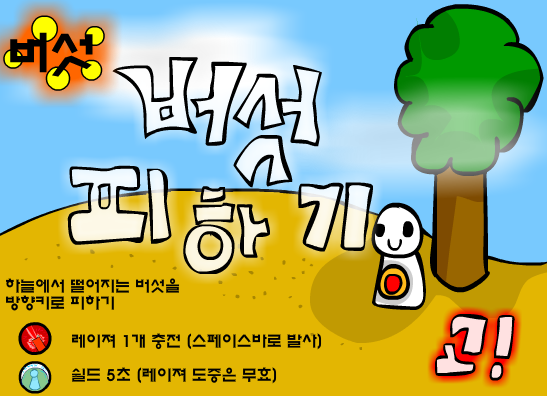 버섯
버섯
피하기
하늘에서 떨어지는 버섯을
방향키로 피하기
레이져 1개 충전 (스페이스바로 발사)
쉴드 5초 (레이져 도중은 무효)
고!